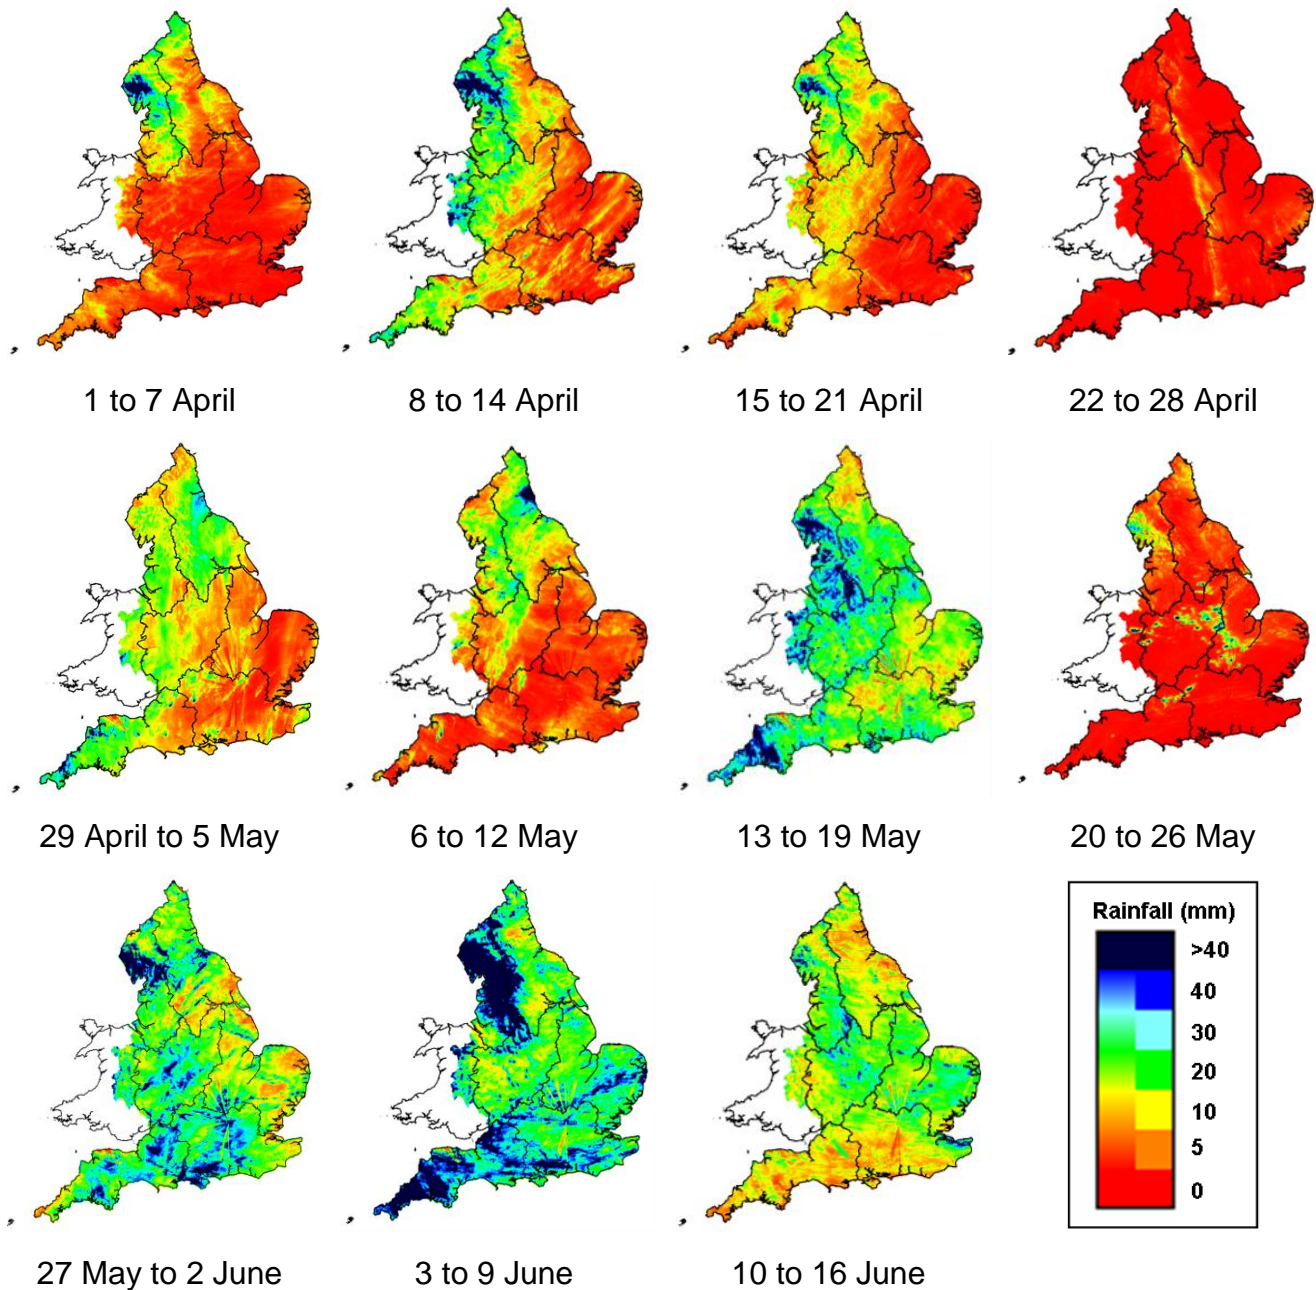 1 to 7 April
8 to 14 April
15 to 21 April
22 to 28 April
29 April to 5 May
6 to 12 May
13 to 19 May
20 to 26 May
27 May to 2 June
3 to 9 June
10 to 16 June
Rainfall (mm)
>40
40
30
20
10
5
0